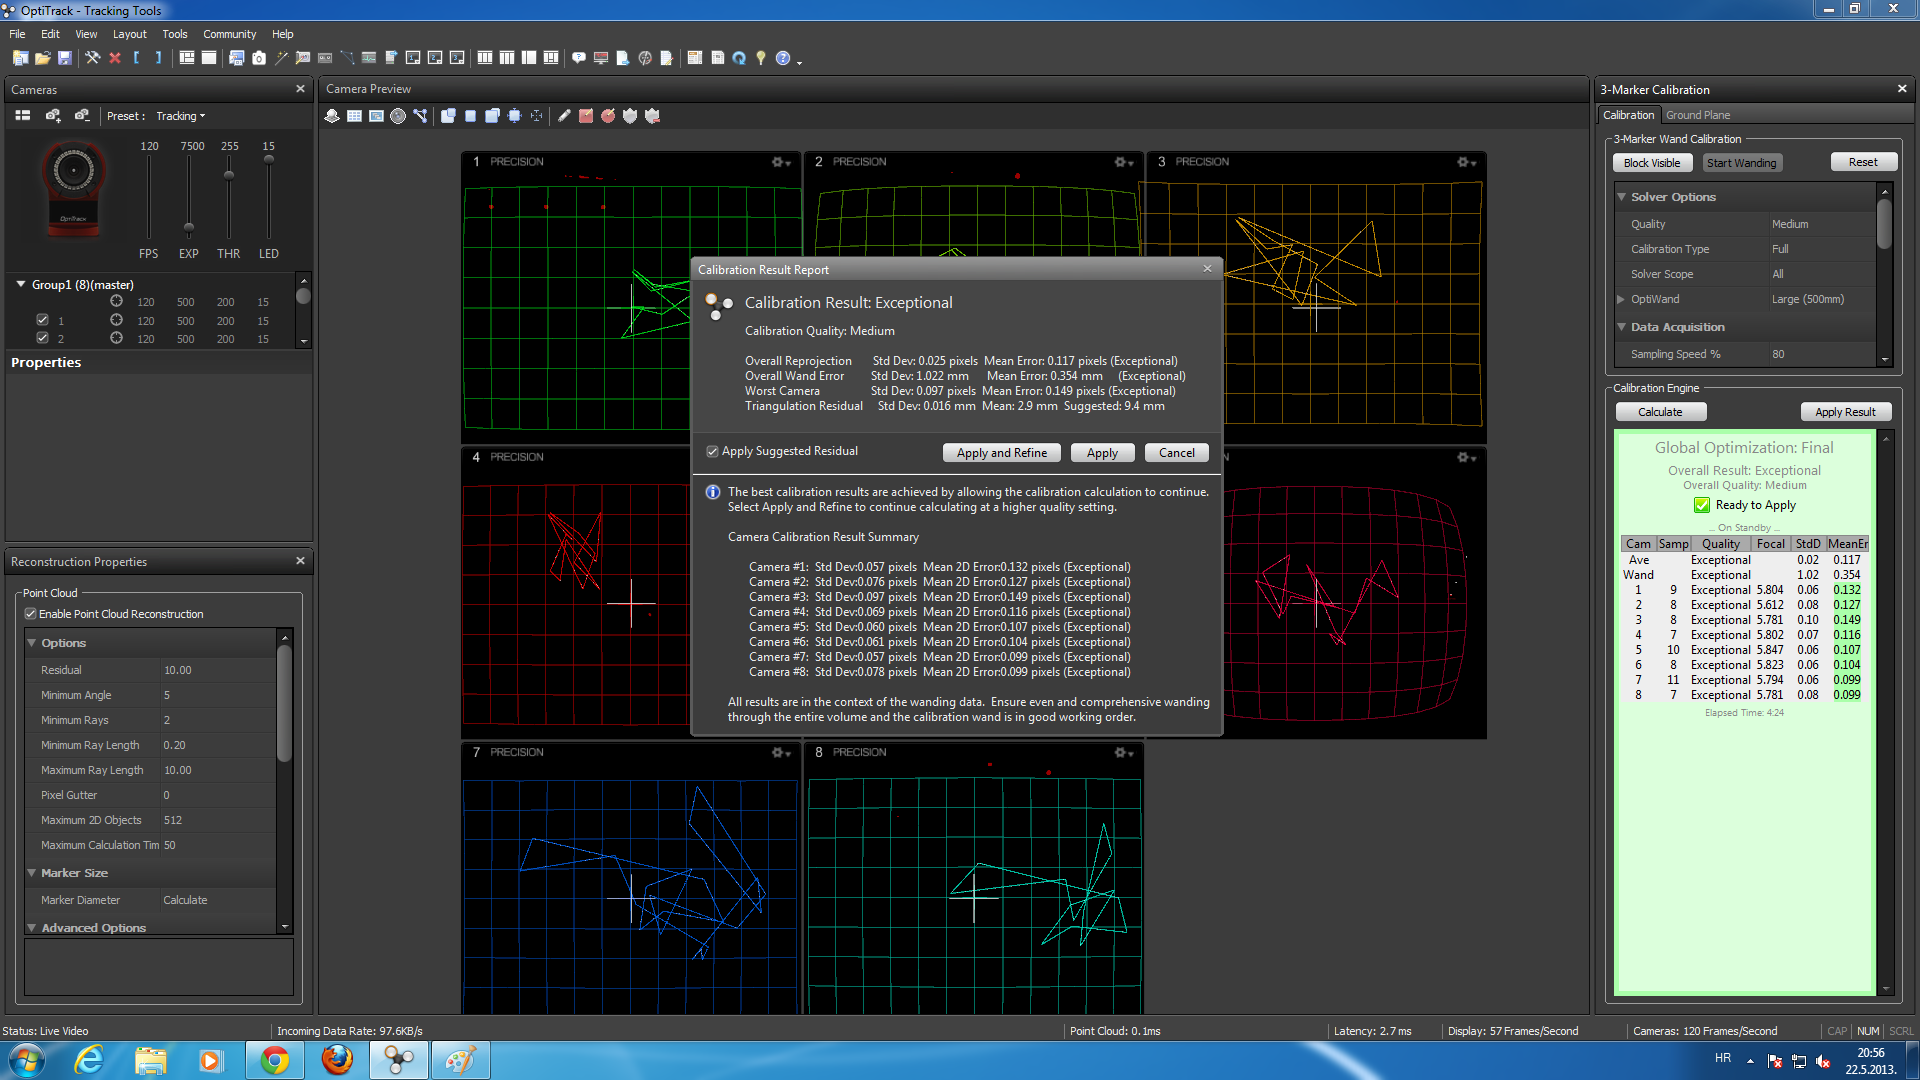 OptiTrack - Tracking Tools
File Edit View Layout Tools Community Help
Cameras
Preset : Tracking
120 7500 255 15
OptiTrack
FPS EXP THR LED
Group1 (8)(master)
120 500 200 15
1 120 500 200 15
2 120 500 200 15
Properties
Reconstruction Properties
Point Cloud
Enable Point Cloud Reconstruction
Options
Residual 10.00
Minimum Angle 5
Minimum Rays 2
Minimum Ray Length 0.20
Maximum Ray Length 10.00
Pixel Gutter 0
Maximum 2D Objects 512
Maximum Calculation Tim 50
Marker Size
Marker Diameter Calculate
Advanced Options
Camera Preview
1 PRECISION
2 PRECISION
3 PRECISION
4 PRECISION
7 PRECISION
8 PRECISION
Calibration Result Report
Calibration Result: Exceptional
Calibration Quality: Medium
Overall Reprojection Std Dev: 0.025 pixels Mean Error: 0.117 pixels (Exceptional)
Overall Wand Error Std Dev: 1.022 mm Mean Error: 0.354 mm (Exceptional)
Worst Camera Std Dev: 0.097 pixels Mean Error: 0.149 pixels (Exceptional)
Triangulation Residual Std Dev: 0.016 mm Mean: 2.9 mm Suggested: 9.4 mm
Apply Suggested Residual Apply and Refine Apply Cancel
The best calibration results are achieved by allowing the calibration calculation to continue.
Select Apply and Refine to continue calculating at a higher quality setting.
Camera Calibration Result Summary
Camera #1: Std Dev:0.057 pixels Mean 2D Error:0.132 pixels (Exceptional)
Camera #2: Std Dev:0.076 pixels Mean 2D Error:0.127 pixels (Exceptional)
Camera #3: Std Dev:0.097 pixels Mean 2D Error:0.149 pixels (Exceptional)
Camera #4: Std Dev:0.069 pixels Mean 2D Error:0.116 pixels (Exceptional)
Camera #5: Std Dev:0.060 pixels Mean 2D Error:0.107 pixels (Exceptional)
Camera #6: Std Dev:0.061 pixels Mean 2D Error:0.104 pixels (Exceptional)
Camera #7: Std Dev:0.057 pixels Mean 2D Error:0.099 pixels (Exceptional)
Camera #8: Std Dev:0.078 pixels Mean 2D Error:0.099 pixels (Exceptional)
All results are in the context of the wanding data. Ensure even and comprehensive wanding
through the entire volume and the calibration wand is in good working order.
3-Marker Calibration
Calibration Ground Plane
3-Marker Wand Calibration
Block Visible Start Wanding Reset
Solver Options
Quality Medium
Calibration Type Full
Solver Scope All
OptiWand Large (500mm)
Data Acquisition
Sampling Speed % 80
Calibration Engine
Calculate Apply Result
Global Optimization: Final
Overall Result: Exceptional
Overall Quality: Medium
Ready to Apply
... On Standby ...
Cam Samp Quality Focal StdD MeanEr
Ave Exceptional 0.02 0.117
Wand Exceptional 1.02 0.354
1 9 Exceptional 5.804 0.06 0.132
2 8 Exceptional 5.612 0.08 0.127
3 8 Exceptional 5.781 0.10 0.149
4 7 Exceptional 5.802 0.07 0.116
5 10 Exceptional 5.847 0.06 0.107
6 8 Exceptional 5.823 0.06 0.104
7 11 Exceptional 5.794 0.06 0.099
8 7 Exceptional 5.781 0.08 0.099
Elapsed Time: 4:24
Status: Live Video Incoming Data Rate: 97.6KB/s Point Cloud: 0.1ms Latency: 2.7 ms Display: 57 Frames/Second Cameras: 120 Frames/Second CAP NUM SCRL
HR 20:56
22.5.2013.